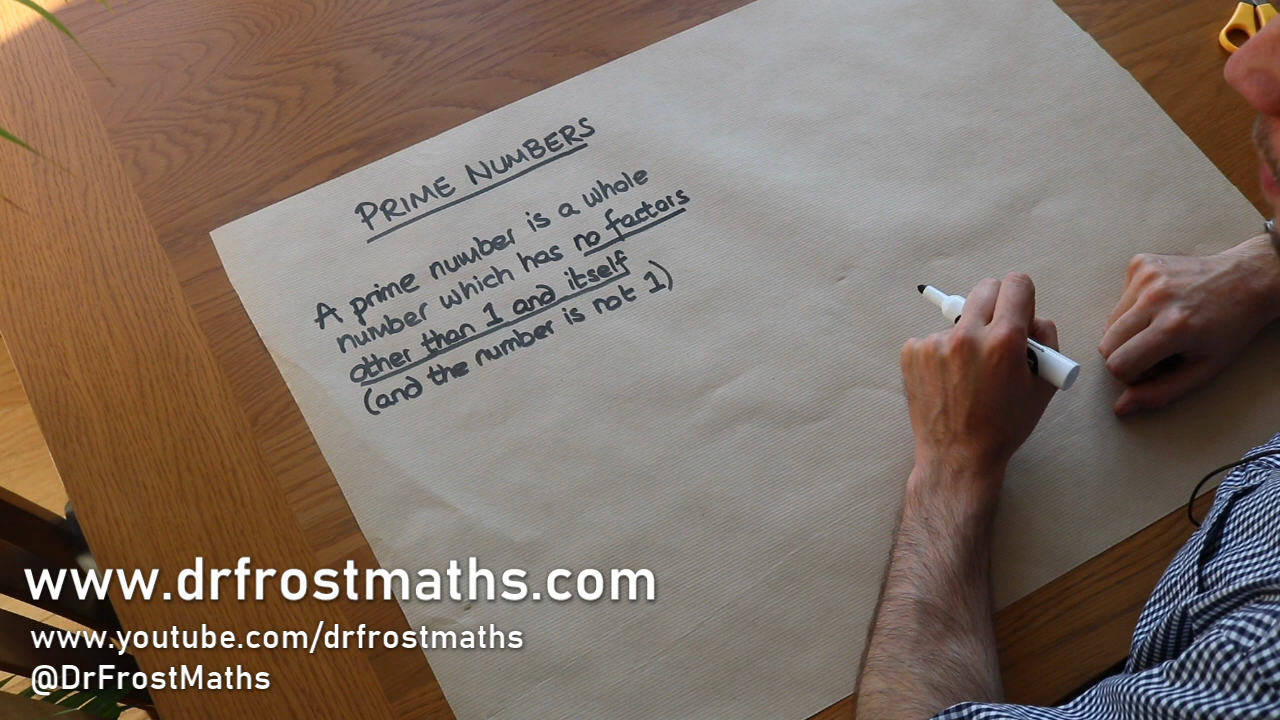 PRIME NUMBERS
A prime number is a whole
number which has no factors
other than 1 and itself
(and the number is not 1)
www.drfrostmaths.com
www.youtube.com/drfrostmaths
@DrFrostMaths